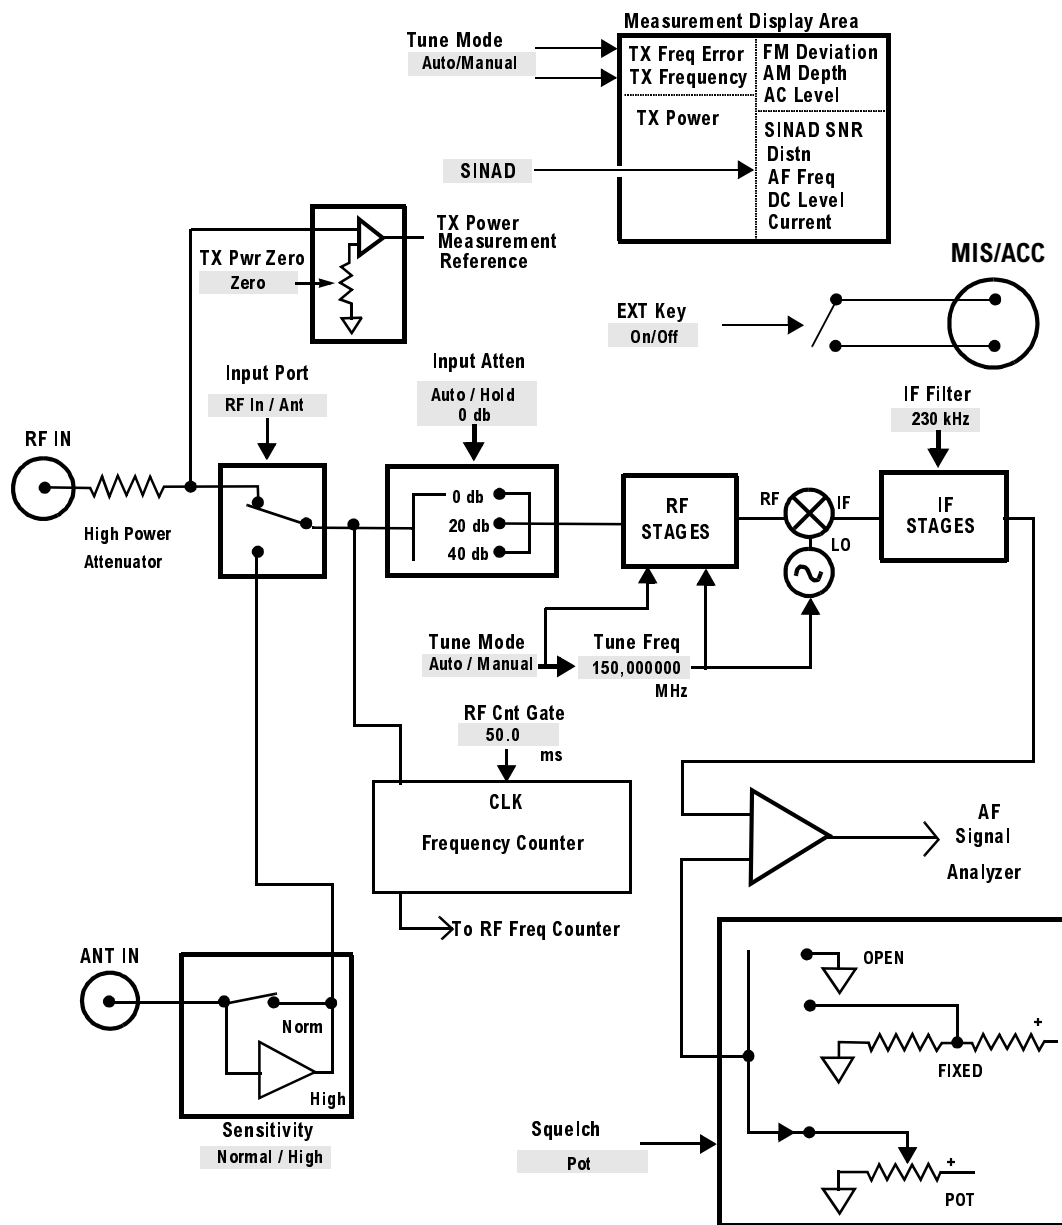 Measurement Display Area
Tune Mode
Auto/Manual
TX Freq Error
TX Frequency
TX Power
FM Deviation
AM Depth
AC Level
SINAD SNR
Distn
AF Freq
DC Level
Current
SINAD
TX Power
Measurement
Reference
TX Pwr Zero
Zero
MIS/ACC
EXT Key
On/Off
Input Port
RF In / Ant
Input Atten
Auto / Hold
0 db
IF Filter
230 kHz
RF IN
High Power
Attenuator
0 db
20 db
40 db
RF
STAGES
RF
IF
LO
IF
STAGES
Tune Mode
Auto / Manual
Tune Freq
150,000000
MHz
RF Cnt Gate
50.0
ms
CLK
Frequency Counter
To RF Freq Counter
AF
Signal
Analyzer
ANT IN
Norm
High
Sensitivity
Normal / High
Squelch
Pot
OPEN
+
FIXED
+
POT